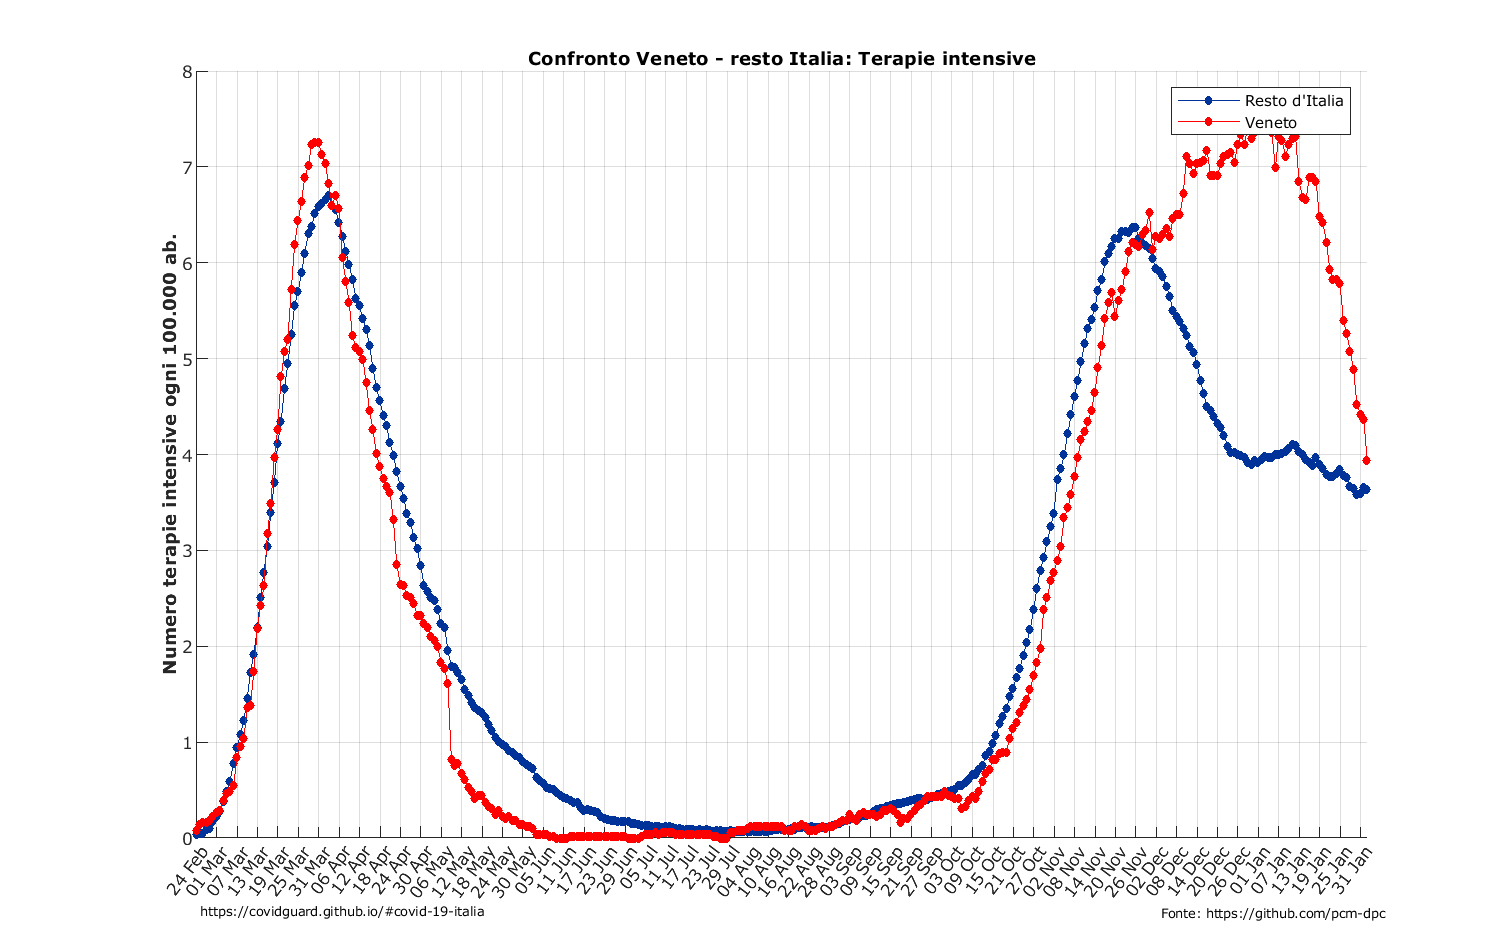 Confronto Veneto - resto Italia: Terapie intensive
Resto d'Italia
Veneto
Numero terapie intensive ogni 100.000 ab.
8
7
6
5
4
3
2
1
0
24 Feb
01 Mar
07 Mar
13 Mar
19 Mar
25 Mar
31 Mar
06 Apr
12 Apr
18 Apr
24 Apr
30 Apr
06 May
12 May
18 May
24 May
30 May
05 Jun
11 Jun
17 Jun
23 Jun
29 Jun
05 Jul
11 Jul
17 Jul
23 Jul
29 Jul
04 Aug
10 Aug
16 Aug
22 Aug
28 Aug
03 Sep
09 Sep
15 Sep
21 Sep
27 Sep
03 Oct
09 Oct
15 Oct
21 Oct
27 Oct
02 Nov
08 Nov
14 Nov
20 Nov
26 Nov
02 Dec
08 Dec
14 Dec
20 Dec
26 Dec
01 Jan
07 Jan
13 Jan
19 Jan
25 Jan
31 Jan
https://covidguard.github.io/#covid-19-italia
Fonte: https://github.com/pcm-dpc